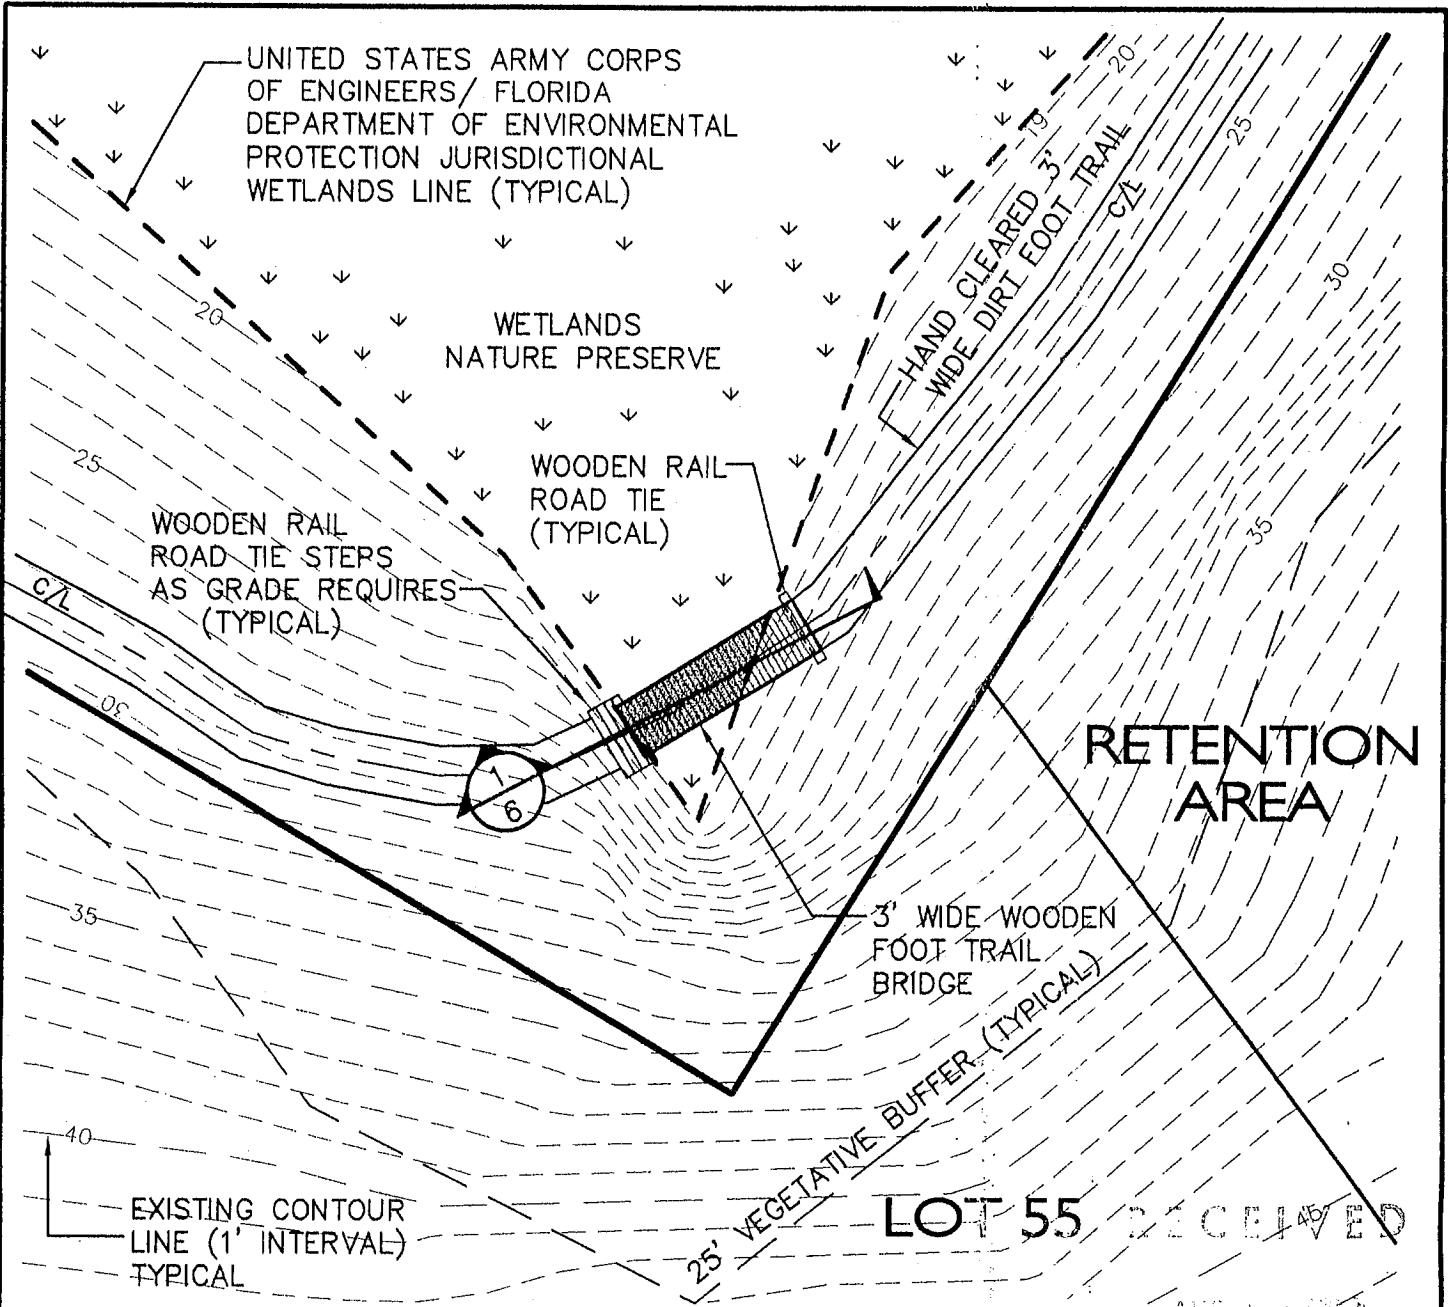 UNITED STATES ARMY CORPS
OF ENGINEERS/ FLORIDA
DEPARTMENT OF ENVIRONMENTAL
PROTECTION JURISDICTIONAL
WETLANDS LINE (TYPICAL)
20
19
HAND CLEARED 3'
WIDE DIRT FOOT TRAIL
C/L
25
30
20
WETLANDS
NATURE PRESERVE
25
WOODEN RAIL
ROAD TIE
(TYPICAL)
WOODEN RAIL
ROAD TIE STEPS
AS GRADE REQUIRES
(TYPICAL)
35
C/L
30
1
6
RETENTION
AREA
35
3' WIDE WOODEN
FOOT TRAIL
BRIDGE
25' VEGETATIVE BUFFER (TYPICAL)
40
EXISTING CONTOUR
LINE (1' INTERVAL)
TYPICAL
LOT 55
RECEIVED
45